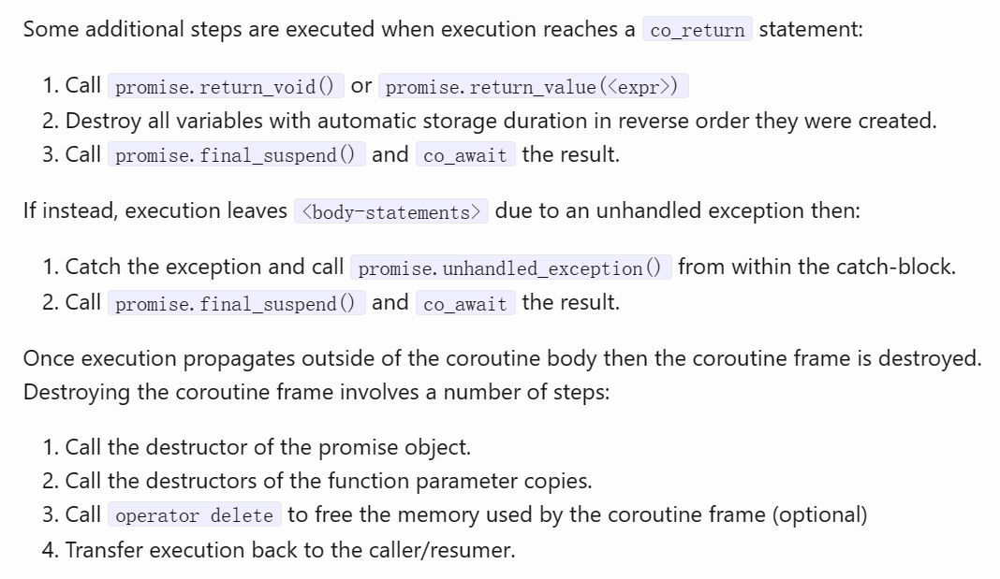 Some additional steps are executed when execution reaches a co_return statement:
1. Call promise.return_void() or promise.return_value(<expr>)
2. Destroy all variables with automatic storage duration in reverse order they were created.
3. Call promise.final_suspend() and co_await the result.
If instead, execution leaves <body-statements> due to an unhandled exception then:
1. Catch the exception and call promise.unhandled_exception() from within the catch-block.
2. Call promise.final_suspend() and co_await the result.
Once execution propagates outside of the coroutine body then the coroutine frame is destroyed.
Destroying the coroutine frame involves a number of steps:
1. Call the destructor of the promise object.
2. Call the destructors of the function parameter copies.
3. Call operator delete to free the memory used by the coroutine frame (optional)
4. Transfer execution back to the caller/resumer.